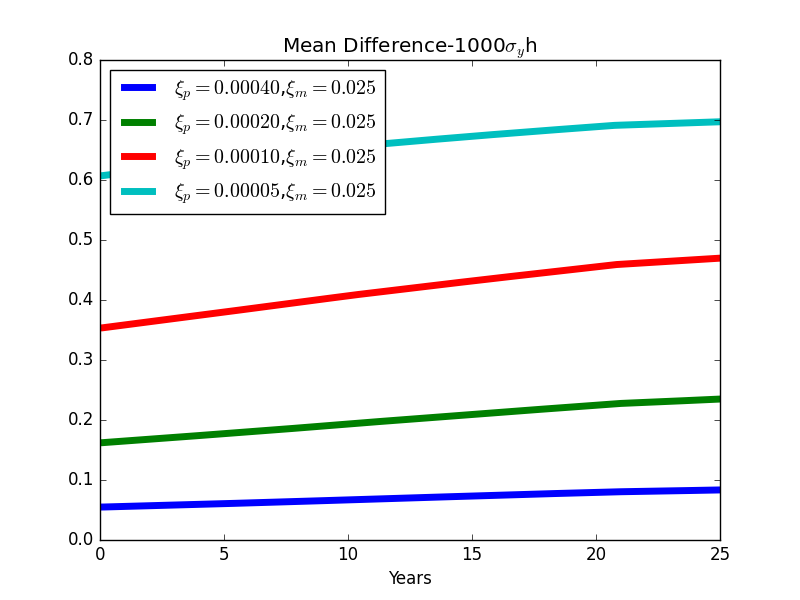 Mean Difference-1000σ_yh
0.8
0.7
0.6
0.5
0.4
0.3
0.2
0.1
0.0
ξ_p = 0.00040,ξ_m = 0.025
ξ_p = 0.00020,ξ_m = 0.025
ξ_p = 0.00010,ξ_m = 0.025
ξ_p = 0.00005,ξ_m = 0.025
0 5 10 15 20 25
Years